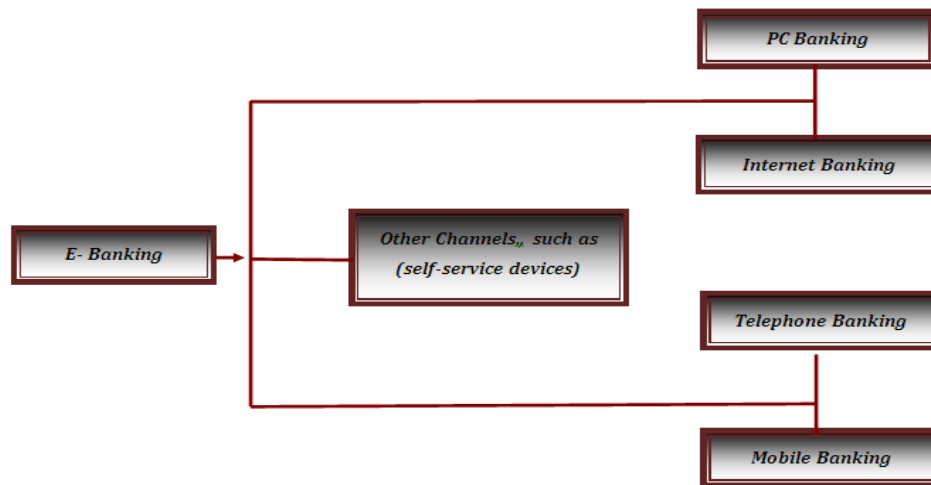 PC Banking
Internet Banking
E- Banking
Other Channels,, such as
(self-service devices)
Telephone Banking
Mobile Banking